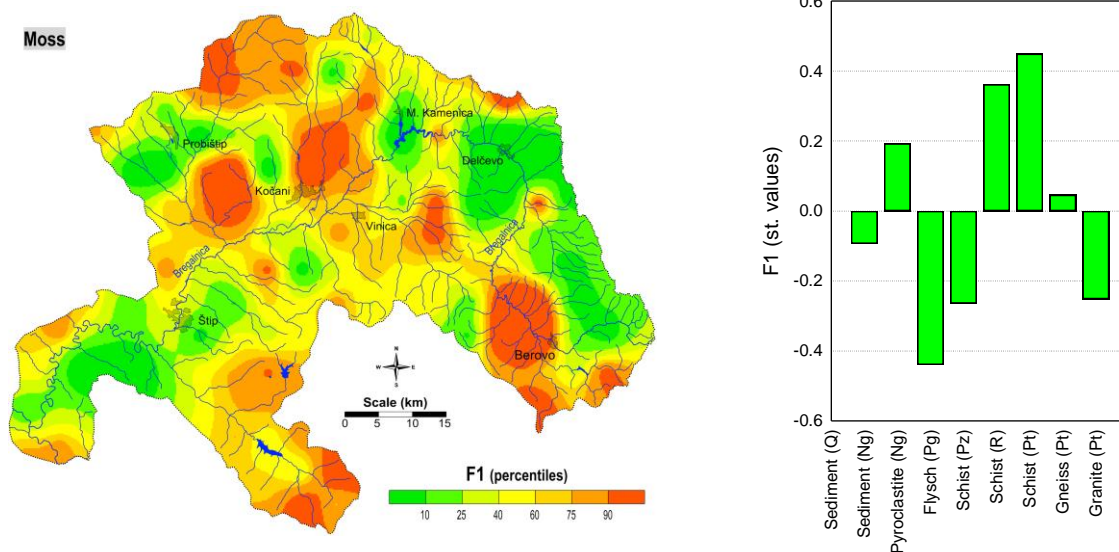 Moss
M. Kamenica
Probištip
Delčevo
Kočani
Vinica
Bregalnica
Bregalnica
Štip
Berovo
N
W E
S
Scale (km)
0 5 10 15
F1 (percentiles)
10 25 40 60 75 90
F1 (st. values)
0.6
0.4
0.2
0.0
-0.2
-0.4
-0.6
Sediment (Q)
Sediment (Ng)
Pyroclastite (Ng)
Flysch (Pg)
Schist (Pz)
Schist (R)
Schist (Pt)
Gneiss (Pt)
Granite (Pt)